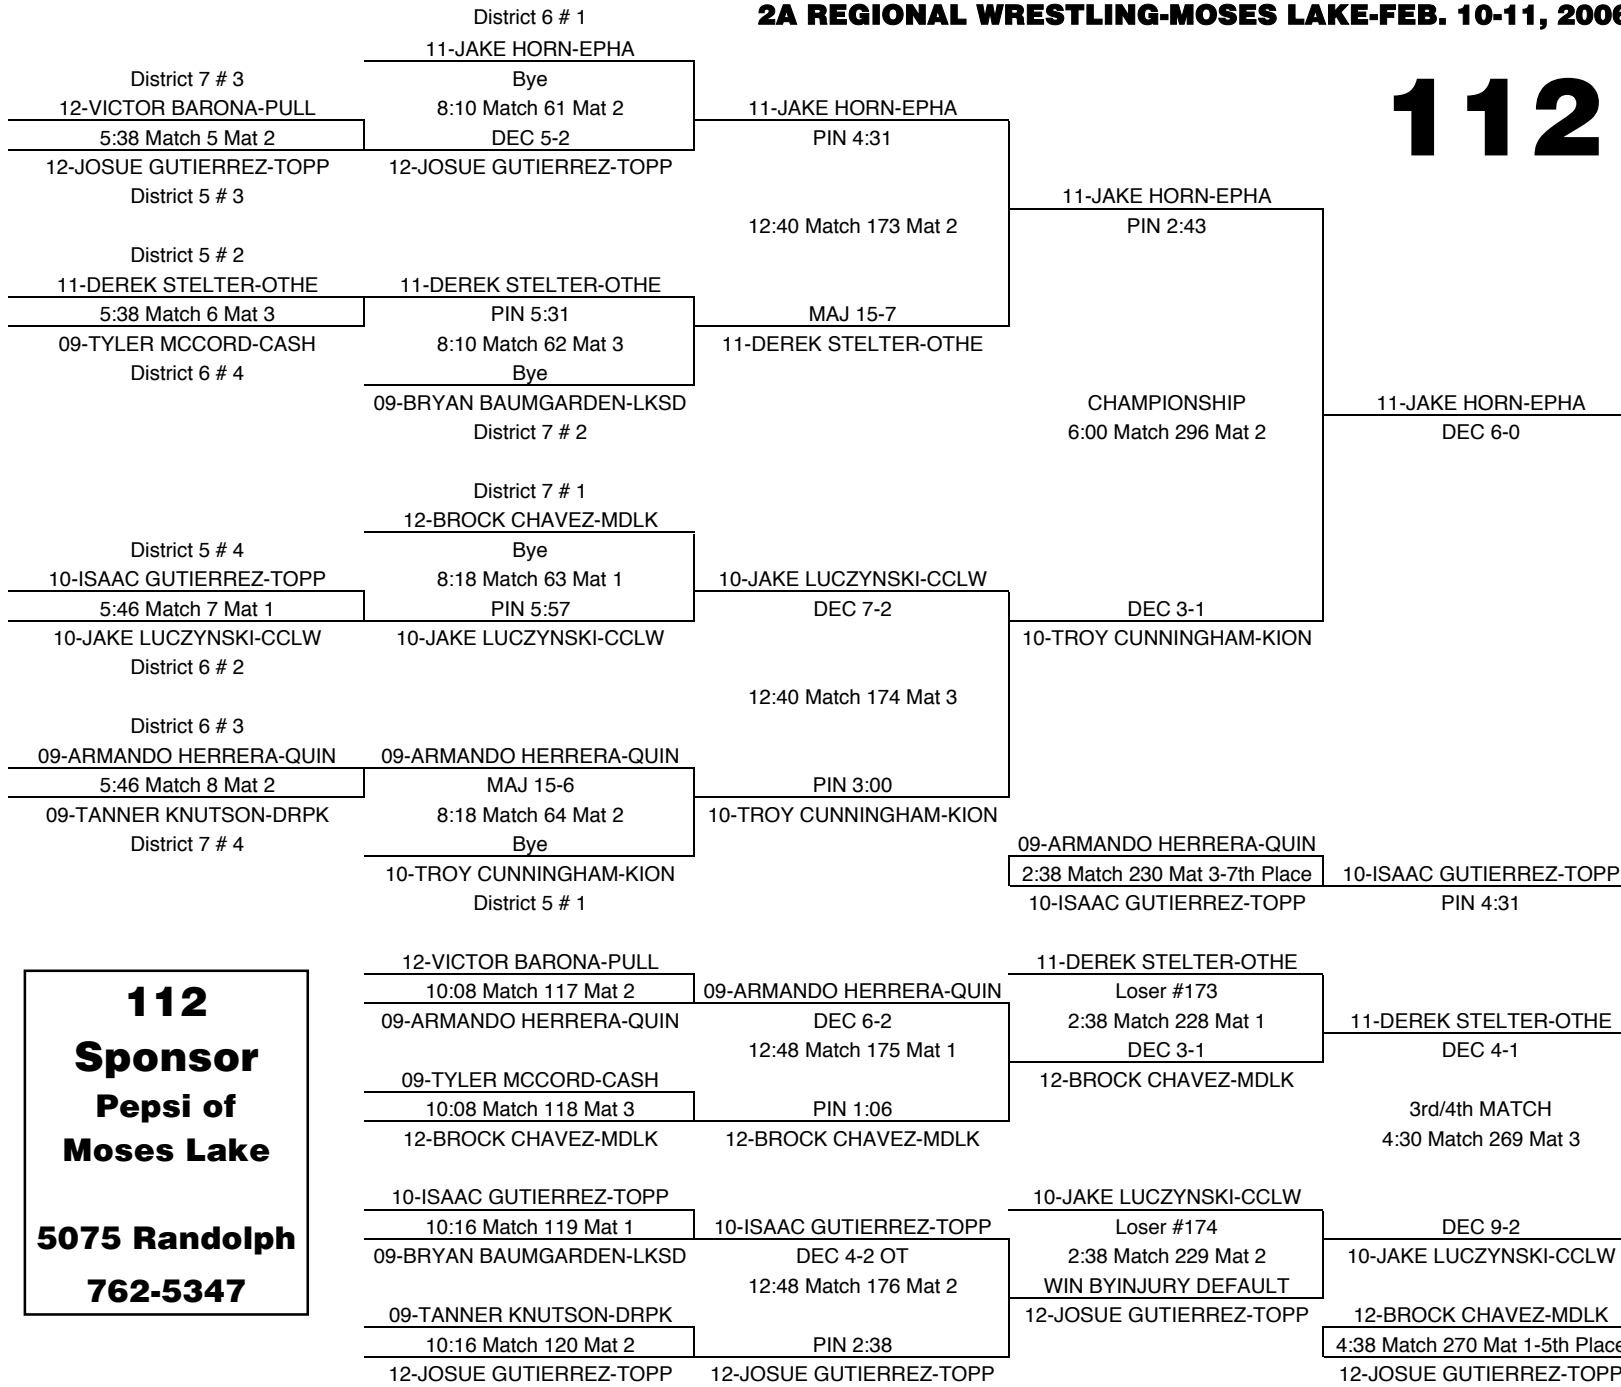 2A REGIONAL WRESTLING-MOSES LAKE-FEB. 10-11, 2006
112
District 6 # 1
11-JAKE HORN-EPHA
District 7 # 3
Bye
12-VICTOR BARONA-PULL
8:10 Match 61 Mat 2
11-JAKE HORN-EPHA
5:38 Match 5 Mat 2
DEC 5-2
PIN 4:31
12-JOSUE GUTIERREZ-TOPP
12-JOSUE GUTIERREZ-TOPP
District 5 # 3
11-JAKE HORN-EPHA
12:40 Match 173 Mat 2
PIN 2:43
District 5 # 2
11-DEREK STELTER-OTHE
11-DEREK STELTER-OTHE
5:38 Match 6 Mat 3
PIN 5:31
MAJ 15-7
09-TYLER MCCORD-CASH
8:10 Match 62 Mat 3
11-DEREK STELTER-OTHE
District 6 # 4
Bye
09-BRYAN BAUMGARDEN-LKSD
CHAMPIONSHIP
11-JAKE HORN-EPHA
District 7 # 2
6:00 Match 296 Mat 2
DEC 6-0
District 7 # 1
12-BROCK CHAVEZ-MDLK
District 5 # 4
Bye
10-ISAAC GUTIERREZ-TOPP
8:18 Match 63 Mat 1
10-JAKE LUCZYNSKI-CCLW
5:46 Match 7 Mat 1
PIN 5:57
DEC 7-2
DEC 3-1
10-JAKE LUCZYNSKI-CCLW
10-JAKE LUCZYNSKI-CCLW
10-TROY CUNNINGHAM-KION
District 6 # 2
12:40 Match 174 Mat 3
District 6 # 3
09-ARMANDO HERRERA-QUIN
09-ARMANDO HERRERA-QUIN
5:46 Match 8 Mat 2
MAJ 15-6
PIN 3:00
09-TANNER KNUTSON-DRPK
8:18 Match 64 Mat 2
10-TROY CUNNINGHAM-KION
District 7 # 4
Bye
09-ARMANDO HERRERA-QUIN
10-TROY CUNNINGHAM-KION
2:38 Match 230 Mat 3-7th Place
10-ISAAC GUTIERREZ-TOPP
District 5 # 1
10-ISAAC GUTIERREZ-TOPP
PIN 4:31
12-VICTOR BARONA-PULL
11-DEREK STELTER-OTHE
10:08 Match 117 Mat 2
09-ARMANDO HERRERA-QUIN
Loser #173
09-ARMANDO HERRERA-QUIN
DEC 6-2
2:38 Match 228 Mat 1
11-DEREK STELTER-OTHE
12:48 Match 175 Mat 1
DEC 3-1
DEC 4-1
09-TYLER MCCORD-CASH
12-BROCK CHAVEZ-MDLK
10:08 Match 118 Mat 3
PIN 1:06
3rd/4th MATCH
12-BROCK CHAVEZ-MDLK
12-BROCK CHAVEZ-MDLK
4:30 Match 269 Mat 3
10-ISAAC GUTIERREZ-TOPP
10-JAKE LUCZYNSKI-CCLW
10:16 Match 119 Mat 1
10-ISAAC GUTIERREZ-TOPP
Loser #174
DEC 9-2
09-BRYAN BAUMGARDEN-LKSD
DEC 4-2 OT
2:38 Match 229 Mat 2
10-JAKE LUCZYNSKI-CCLW
12:48 Match 176 Mat 2
WIN BYINJURY DEFAULT
09-TANNER KNUTSON-DRPK
12-JOSUE GUTIERREZ-TOPP
12-BROCK CHAVEZ-MDLK
10:16 Match 120 Mat 2
PIN 2:38
4:38 Match 270 Mat 1-5th Place
12-JOSUE GUTIERREZ-TOPP
12-JOSUE GUTIERREZ-TOPP
12-JOSUE GUTIERREZ-TOPP
112
Sponsor
Pepsi of
Moses Lake
5075 Randolph
762-5347